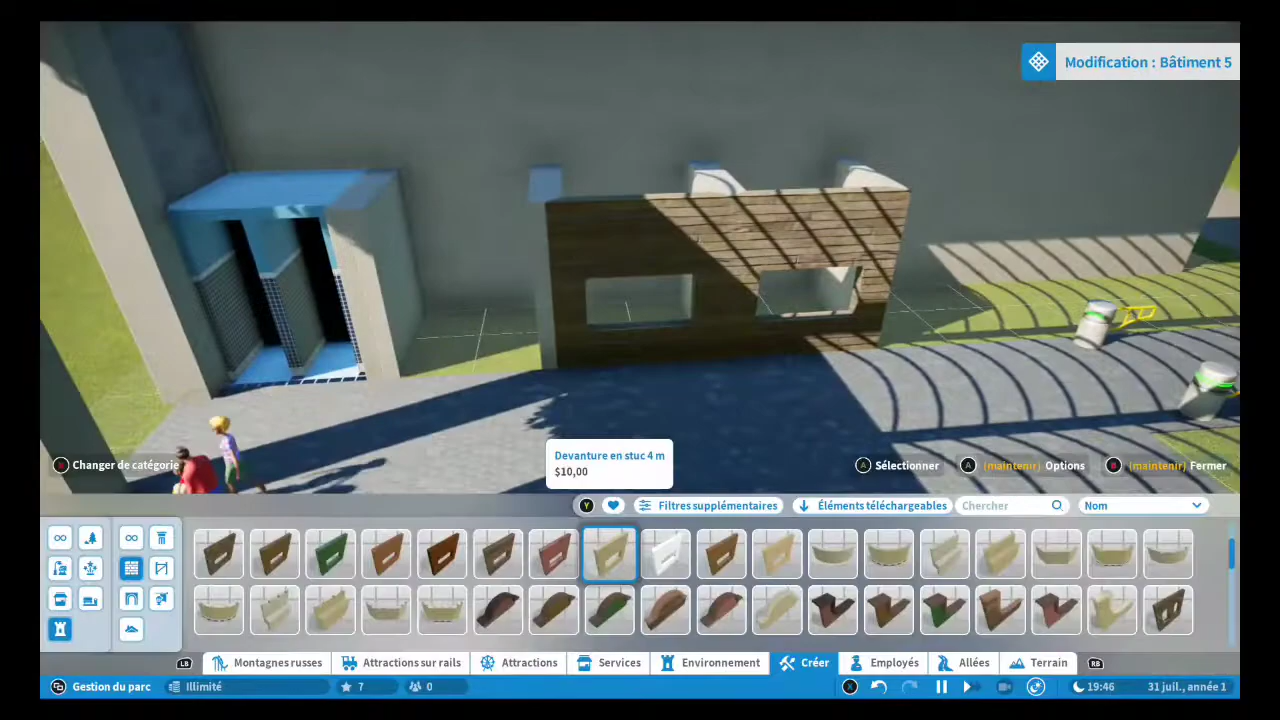 Modification : Bâtiment 5
Devanture en stuc 4 m
$10,00
B Changer de catégorie
A Sélectionner
A (maintenir) Options
B (maintenir) Fermer
Y
Filtres supplémentaires
Éléments téléchargeables
Chercher
Nom
LB
Montagnes russes
Attractions sur rails
Attractions
Services
Environnement
Créer
Employés
Allées
Terrain
RB
Gestion du parc
Illimité
7
0
X
19:46
31 juil., année 1